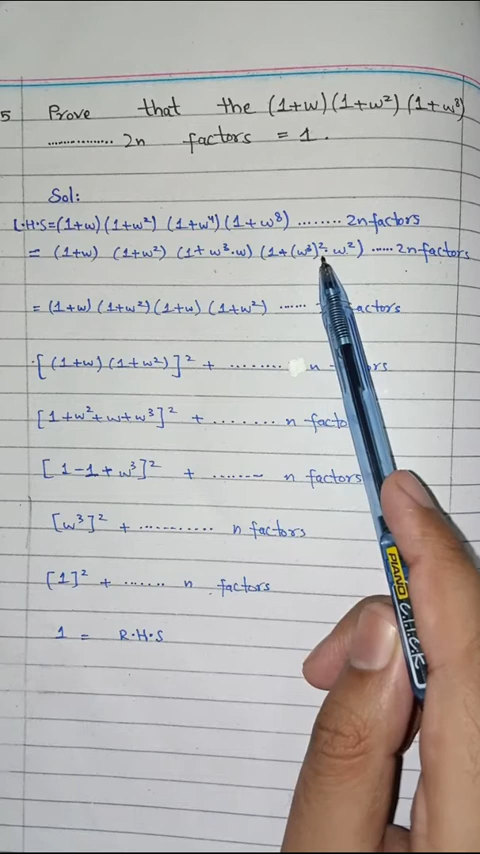 5 Prove that the (1+w)(1+w²)(1+w⁸)
................ 2n factors = 1.
Sol:
L.H.S=(1+w)(1+w²) (1+w⁴)(1+w⁸) ........ 2n factors
= (1+w) (1+w²) (1+w³.w) (1+(w³)².w²) ..... 2n factors
= (1+w)(1+w²)(1+w)(1+w²) ...... actors
[(1+w)(1+w²)]² + ........ n
[1+w²+w+w³]² + ....... n facto
[1-1+w³]² + ....... n factors
[w³]² + .......... n factors
[1]² + ....... n factors
1 = R.H.S
PIANO